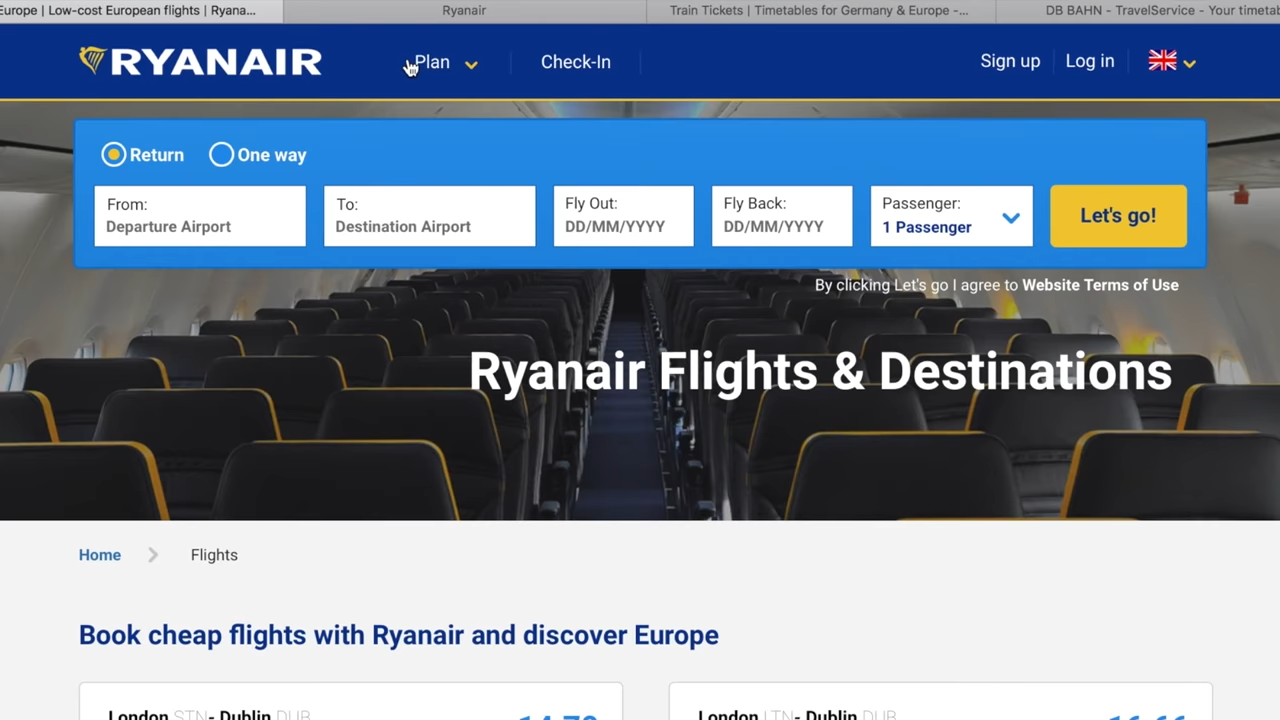 Europe | Low-cost European flights | Ryana...
Ryanair
Train Tickets | Timetables for Germany & Europe -...
DB BAHN - TravelService - Your timetab
RYANAIR
Plan
Check-In
Sign up
Log in
Return
One way
From:
Departure Airport
To:
Destination Airport
Fly Out:
DD/MM/YYYY
Fly Back:
DD/MM/YYYY
Passenger:
1 Passenger
Let's go!
By clicking Let's go I agree to Website Terms of Use
Ryanair Flights & Destinations
Home
Flights
Book cheap flights with Ryanair and discover Europe
London STN- Dublin DUB
London LTN- Dublin DUB